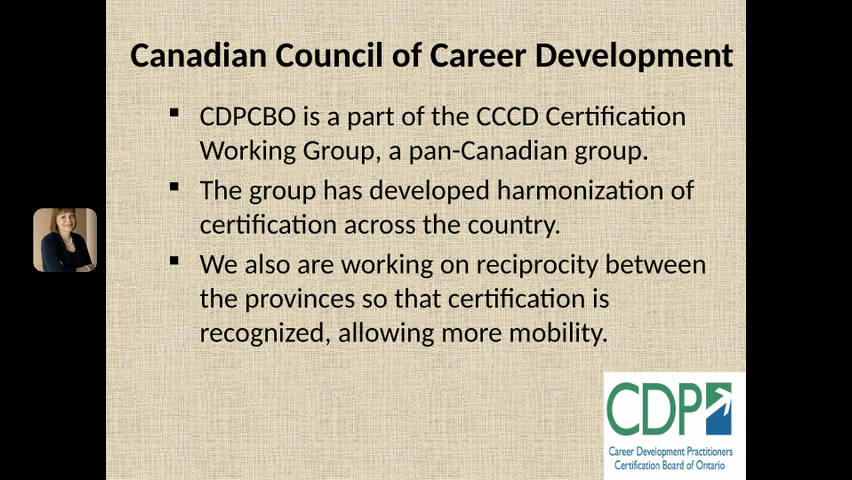 Canadian Council of Career Development
▪ CDPCBO is a part of the CCCD Certification
Working Group, a pan-Canadian group.
▪ The group has developed harmonization of
certification across the country.
▪ We also are working on reciprocity between
the provinces so that certification is
recognized, allowing more mobility.
CDP
Career Development Practitioners
Certification Board of Ontario